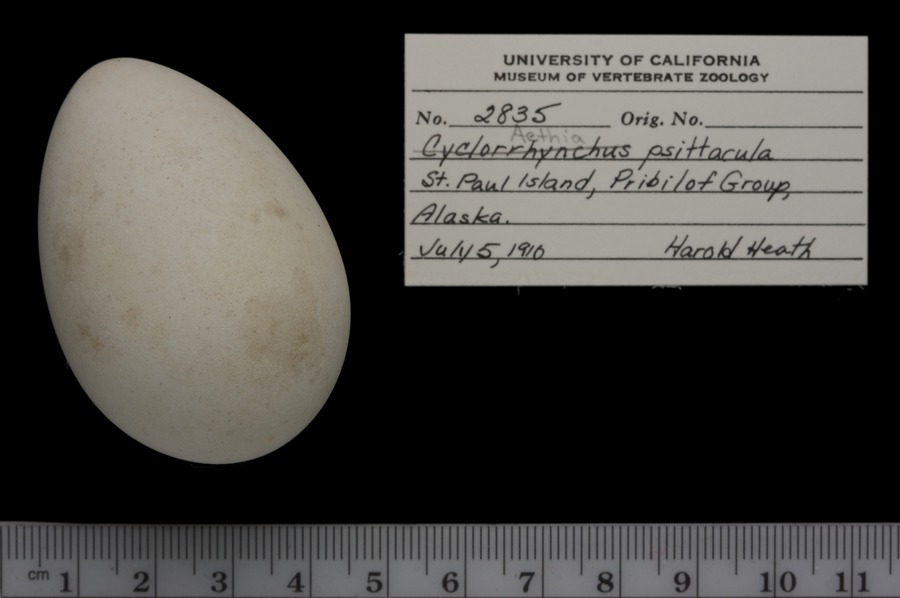 UNIVERSITY OF CALIFORNIA
MUSEUM OF VERTEBRATE ZOOLOGY
No. 2835 Orig. No.
Aethia
Cyclorrhynchus psittacula
St. Paul Island, Pribilof Group,
Alaska.
July 5, 1910 Harold Heath
cm 1 2 3 4 5 6 7 8 9 10 11